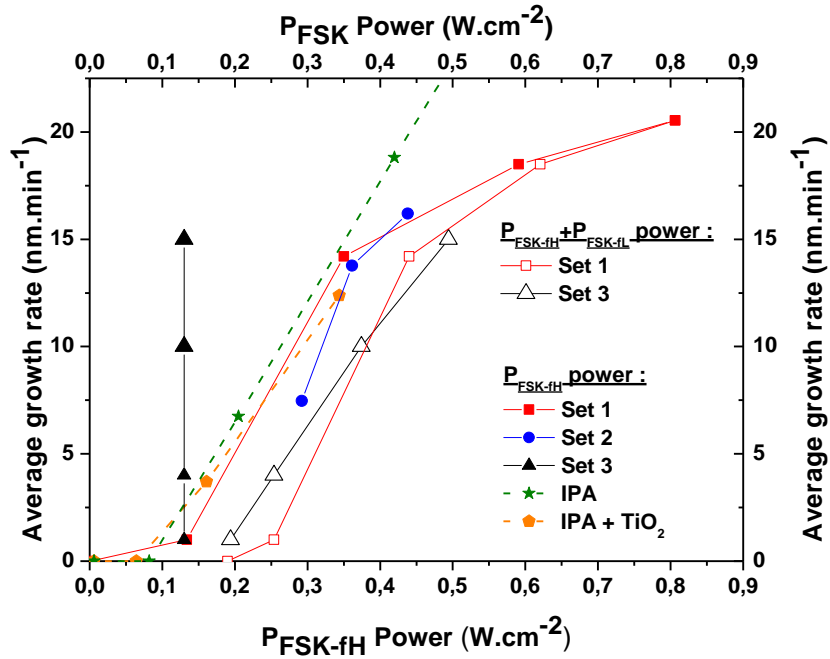 P_FSK Power (W.cm^-2)
0,0 0,1 0,2 0,3 0,4 0,5 0,6 0,7 0,8 0,9
Average growth rate (nm.min^-1)
20
15
10
5
0
P_FSK-fH+P_FSK-fL power :
Set 1
Set 3
P_FSK-fH power :
Set 1
Set 2
Set 3
IPA
IPA + TiO_2
20
15
10
5
0
Average growth rate (nm.min^-1)
0,0 0,1 0,2 0,3 0,4 0,5 0,6 0,7 0,8 0,9
P_FSK-fH Power (W.cm^-2)